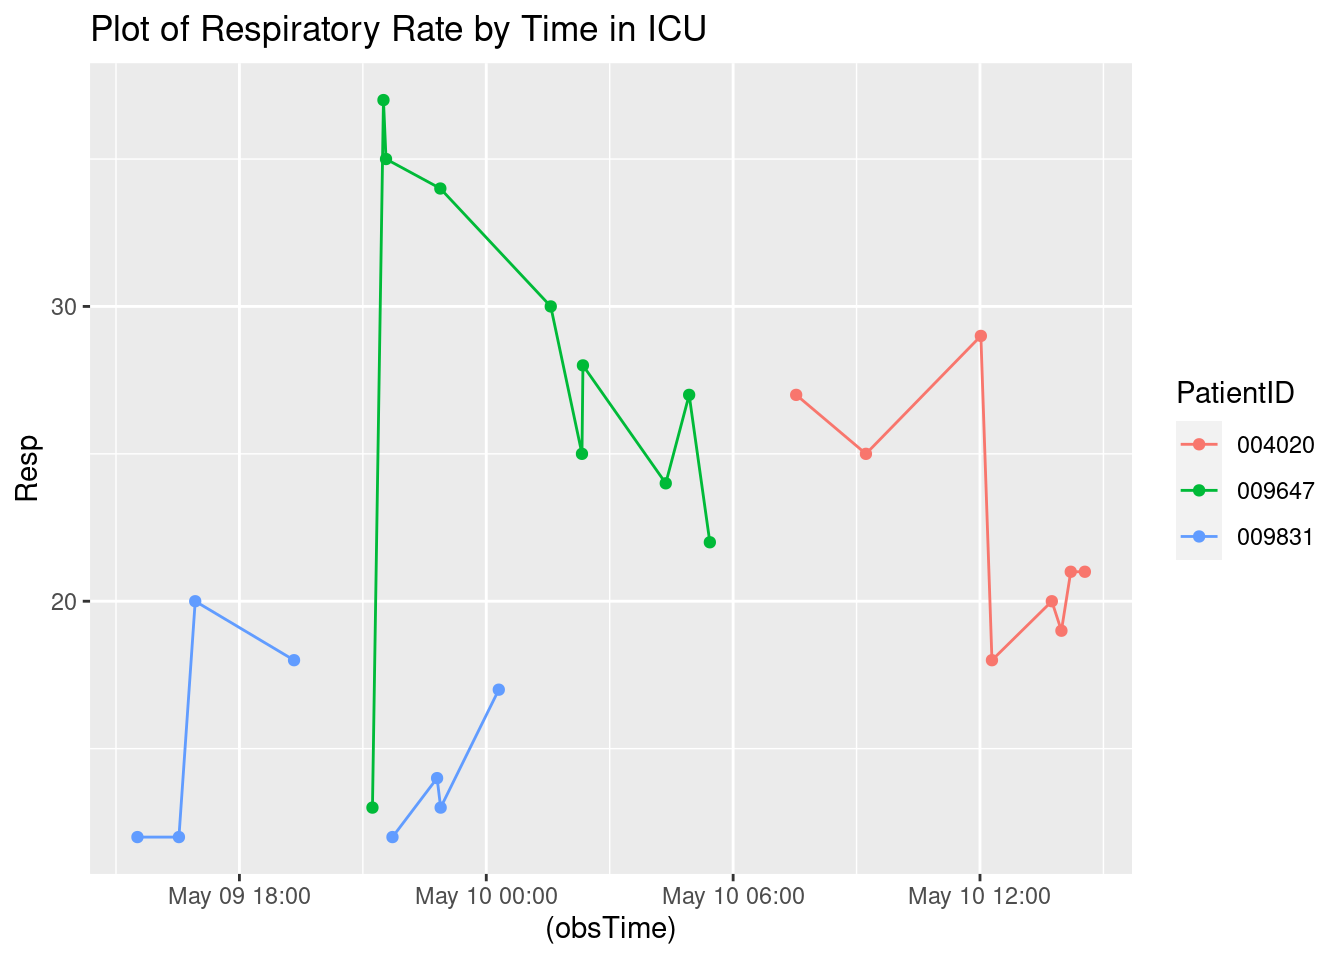 Plot of Respiratory Rate by Time in ICU
Resp
30
20
May 09 18:00
May 10 00:00
May 10 06:00
May 10 12:00
(obsTime)
PatientID
004020
009647
009831